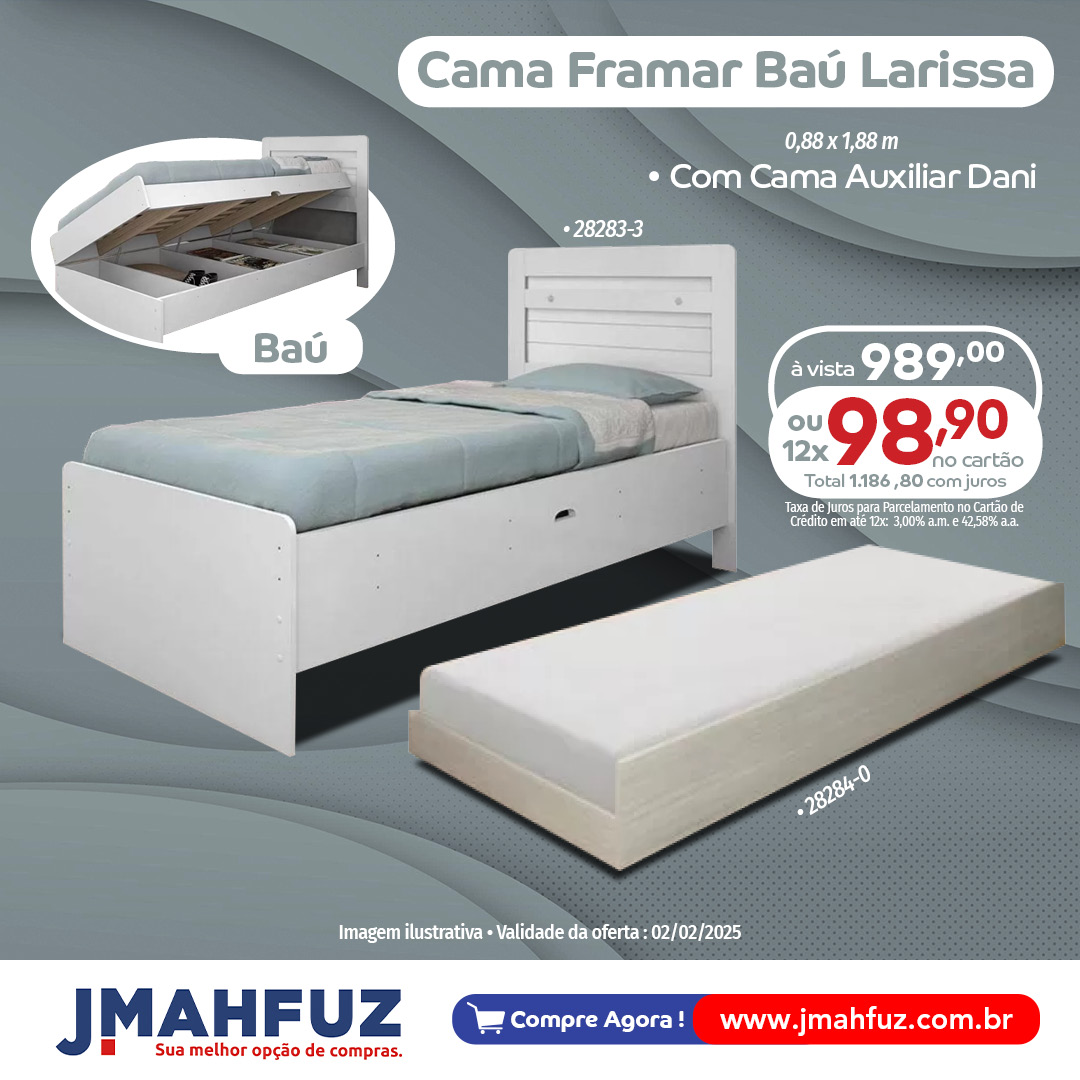 Cama Framar Baú Larissa
0,88 x 1,88 m
• Com Cama Auxiliar Dani
• 28283-3
Baú
à vista 989,00
ou 12x 98,90
no cartão
Total 1.186 ,80 com juros
Taxa de Juros para Parcelamento no Cartão de
Crédito em até 12x: 3,00% a.m. e 42,58% a.a.
• 28284-0
Imagem ilustrativa • Validade da oferta : 02/02/2025
JMAHFUZ
Sua melhor opção de compras.
Compre Agora !
www.jmahfuz.com.br